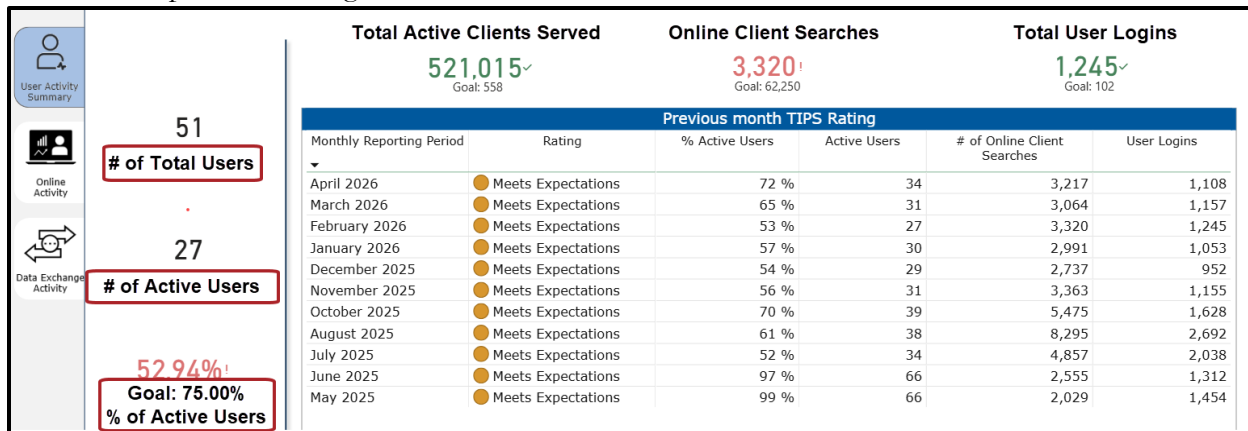 User Activity
Summary
Online
Activity
Data Exchange
Activity
51
# of Total Users
27
# of Active Users
52.94%!
Goal: 75.00%
% of Active Users
Total Active Clients Served
521,015✓
Goal: 558
Online Client Searches
3,320!
Goal: 62,250
Total User Logins
1,245✓
Goal: 102
Previous month TIPS Rating
Monthly Reporting Period Rating % Active Users Active Users # of Online Client Searches User Logins
April 2026 Meets Expectations 72 % 34 3,217 1,108
March 2026 Meets Expectations 65 % 31 3,064 1,157
February 2026 Meets Expectations 53 % 27 3,320 1,245
January 2026 Meets Expectations 57 % 30 2,991 1,053
December 2025 Meets Expectations 54 % 29 2,737 952
November 2025 Meets Expectations 56 % 31 3,363 1,155
October 2025 Meets Expectations 70 % 39 5,475 1,628
August 2025 Meets Expectations 61 % 38 8,295 2,692
July 2025 Meets Expectations 52 % 34 4,857 2,038
June 2025 Meets Expectations 97 % 66 2,555 1,312
May 2025 Meets Expectations 99 % 66 2,029 1,454